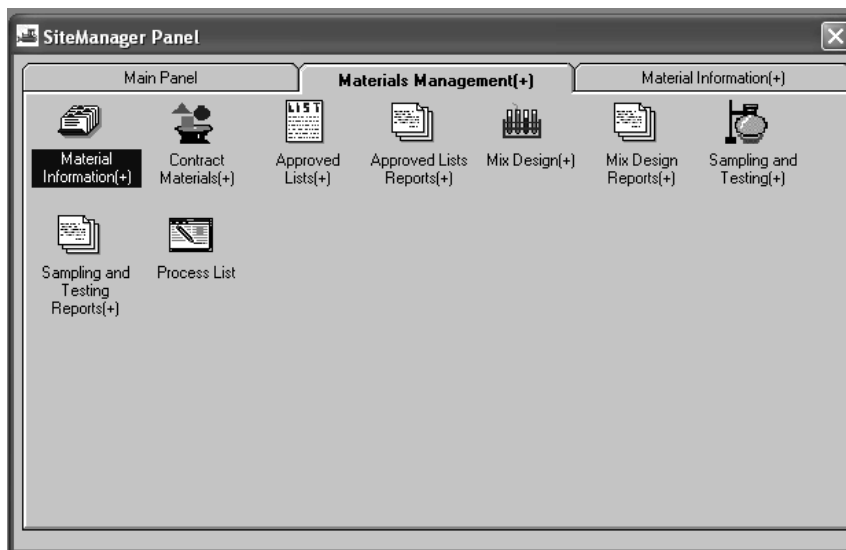 SiteManager Panel
Main Panel
Materials Management(+)
Material Information(+)
Material
Information(+)
Contract
Materials(+)
LIST
Approved
Lists(+)
Approved Lists
Reports(+)
Mix Design(+)
Mix Design
Reports(+)
Sampling and
Testing(+)
Sampling and
Testing
Reports(+)
Process List